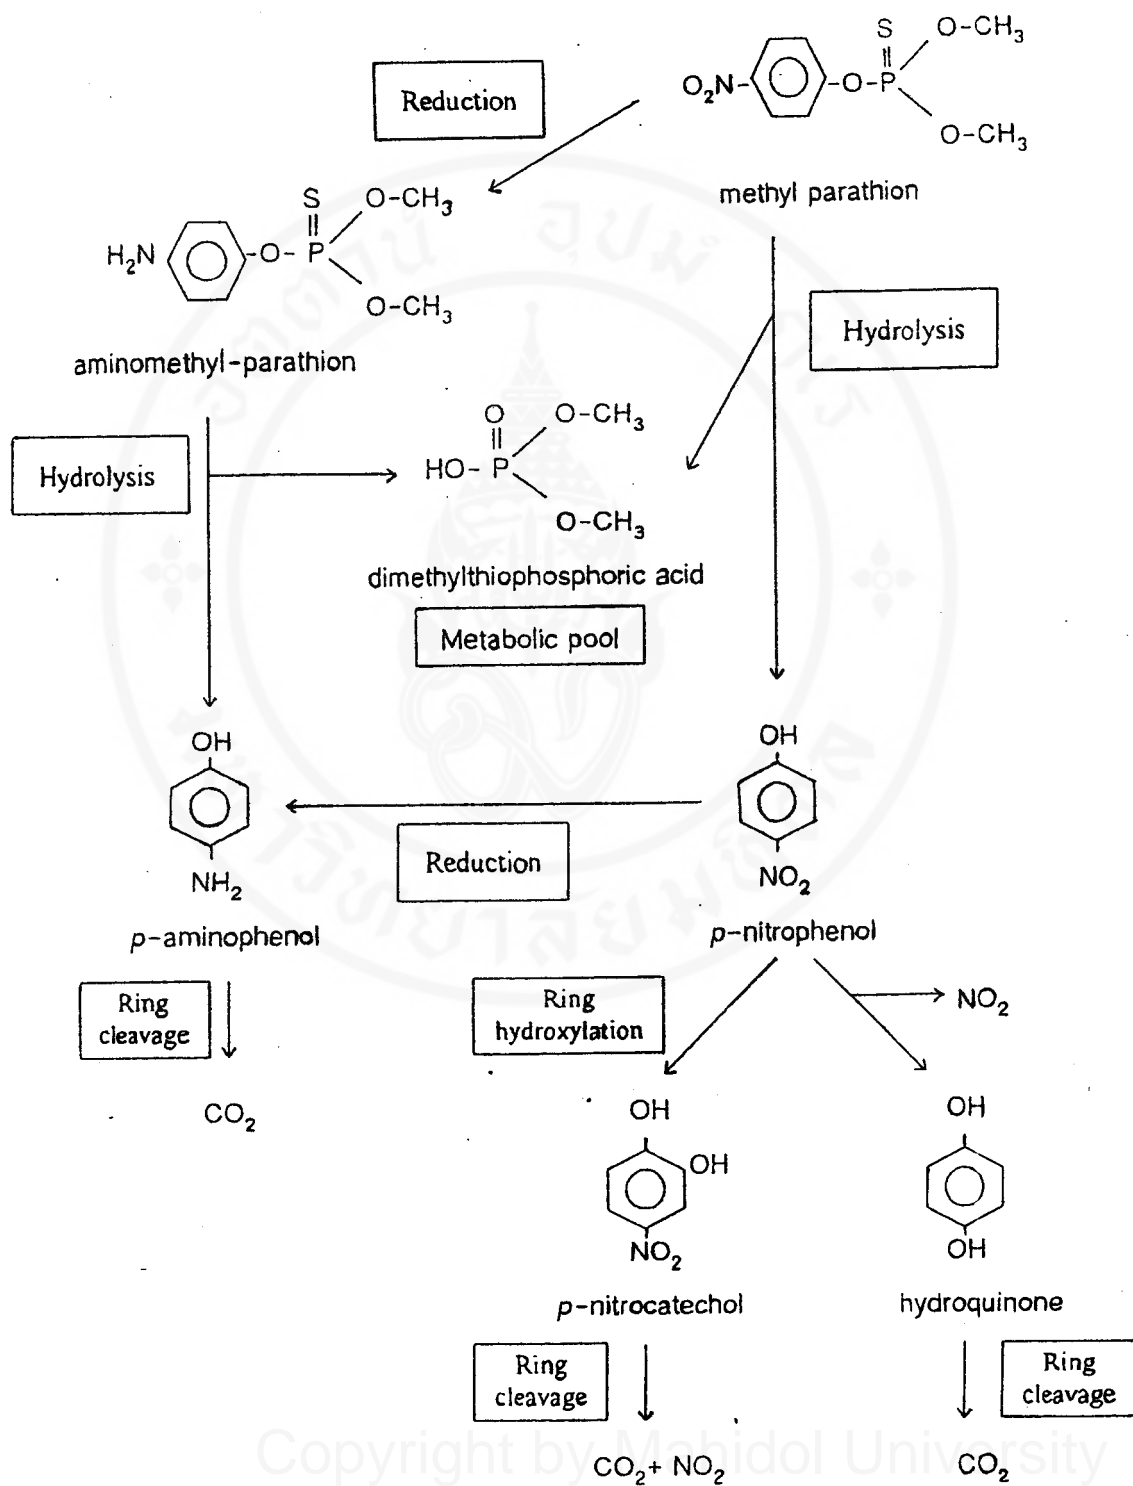 S
O-CH₃
O₂N-
-O-P
O-CH₃
methyl parathion
Reduction
S
O-CH₃
H₂N
-O-P
O-CH₃
aminomethyl-parathion
Hydrolysis
O
O-CH₃
HO-P
O-CH₃
dimethylthiophosphoric acid
Metabolic pool
Hydrolysis
OH
NH₂
p-aminophenol
Reduction
OH
NO₂
p-nitrophenol
Ring
cleavage
CO₂
Ring
hydroxylation
NO₂
OH
OH
NO₂
p-nitrocatechol
OH
OH
hydroquinone
Ring
cleavage
CO₂+ NO₂
Ring
cleavage
CO₂
Copyright by Mahidol University